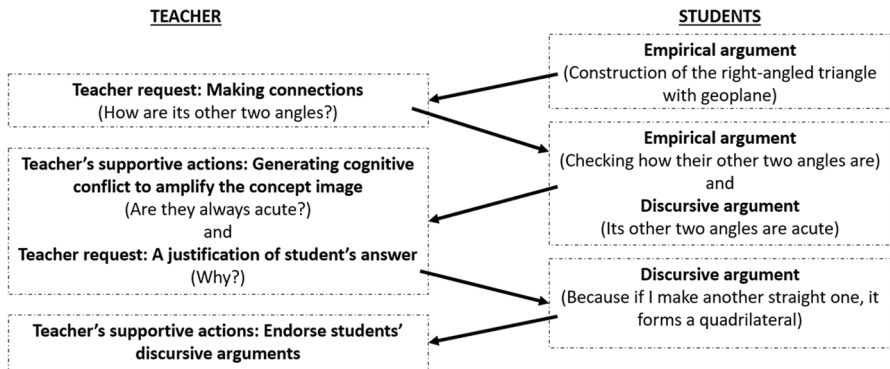 TEACHER
STUDENTS
Empirical argument
(Construction of the right-angled triangle
with geoplane)
Teacher request: Making connections
(How are its other two angles?)
Empirical argument
(Checking how their other two angles are)
and
Discursive argument
(Its other two angles are acute)
Teacher's supportive actions: Generating cognitive
conflict to amplify the concept image
(Are they always acute?)
and
Teacher request: A justification of student's answer
(Why?)
Discursive argument
(Because if I make another straight one, it
forms a quadrilateral)
Teacher's supportive actions: Endorse students'
discursive arguments